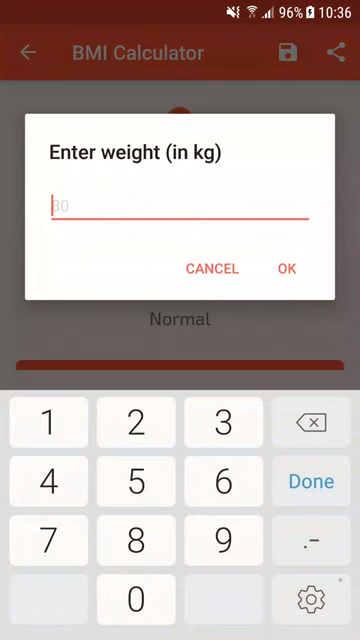 96% 10:36
BMI Calculator
Enter weight (in kg)
80
CANCEL OK
Normal
1 2 3
4 5 6 Done
7 8 9 .-
0